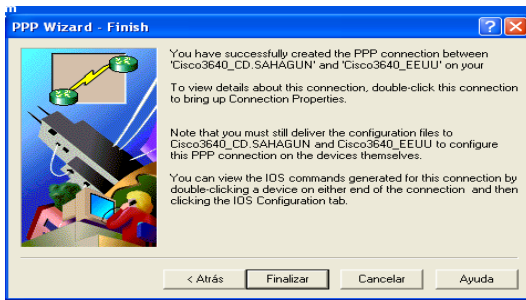 PPP Wizard - Finish
You have successfully created the PPP connection between
'Cisco3640_CD.SAHAGUN' and 'Cisco3640_EEUU' on your
To view details about this connection, double-click this connection
to bring up Connection Properties.
Note that you must still deliver the configuration files to
Cisco3640_CD.SAHAGUN and Cisco3640_EEUU to configure
this PPP connection on the devices themselves.
You can view the IOS commands generated for this connection by
double-clicking a device on either end of the connection and then
clicking the IOS Configuration tab.
< Atrás Finalizar Cancelar Ayuda